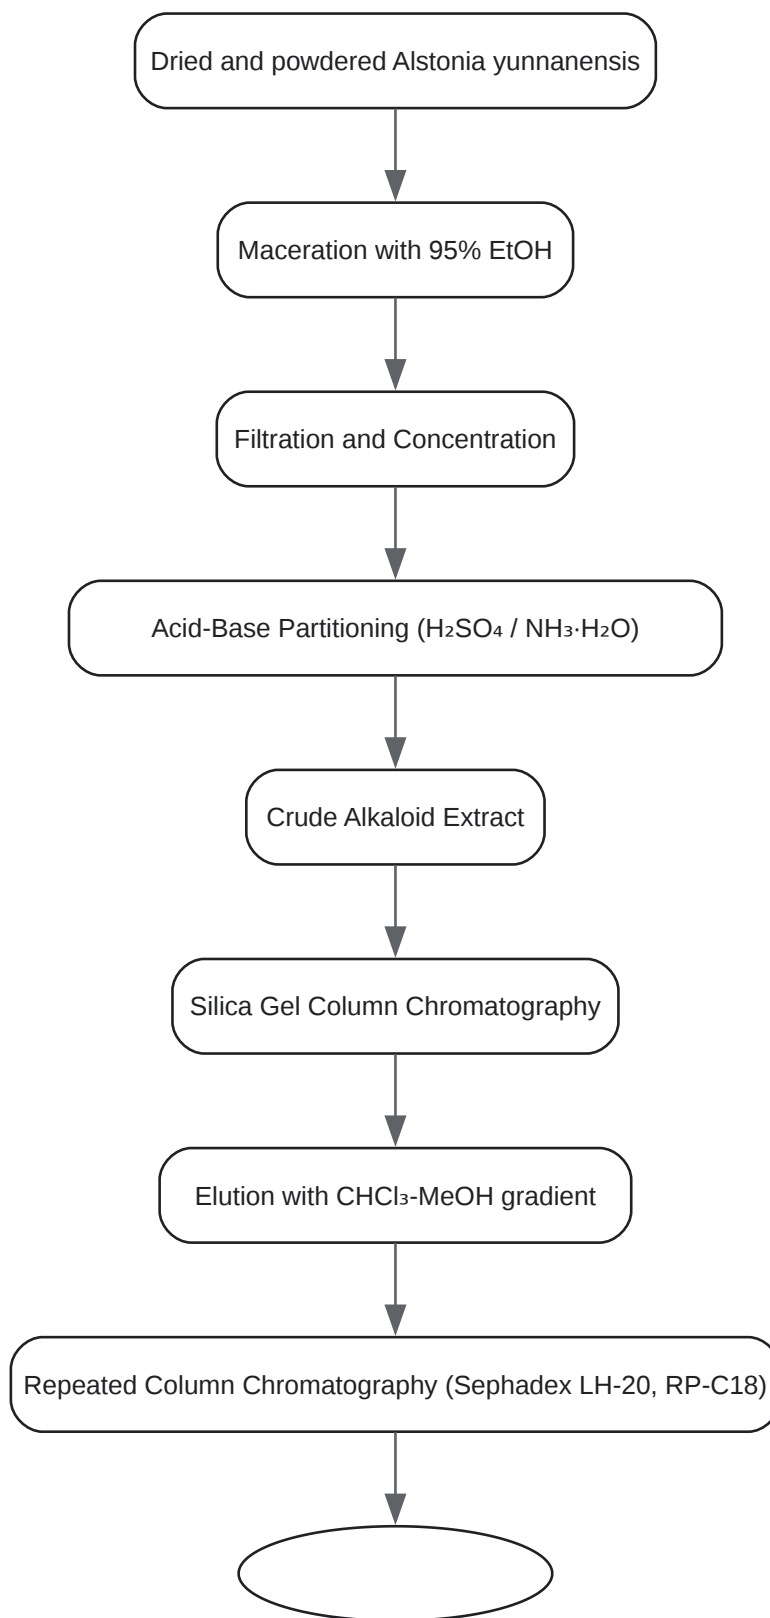 Dried and powdered Alstonia yunnanensis
Maceration with 95% EtOH
Filtration and Concentration
Acid-Base Partitioning (H₂SO₄ / NH₃·H₂O)
Crude Alkaloid Extract
Silica Gel Column Chromatography
Elution with CHCl₃-MeOH gradient
Repeated Column Chromatography (Sephadex LH-20, RP-C18)